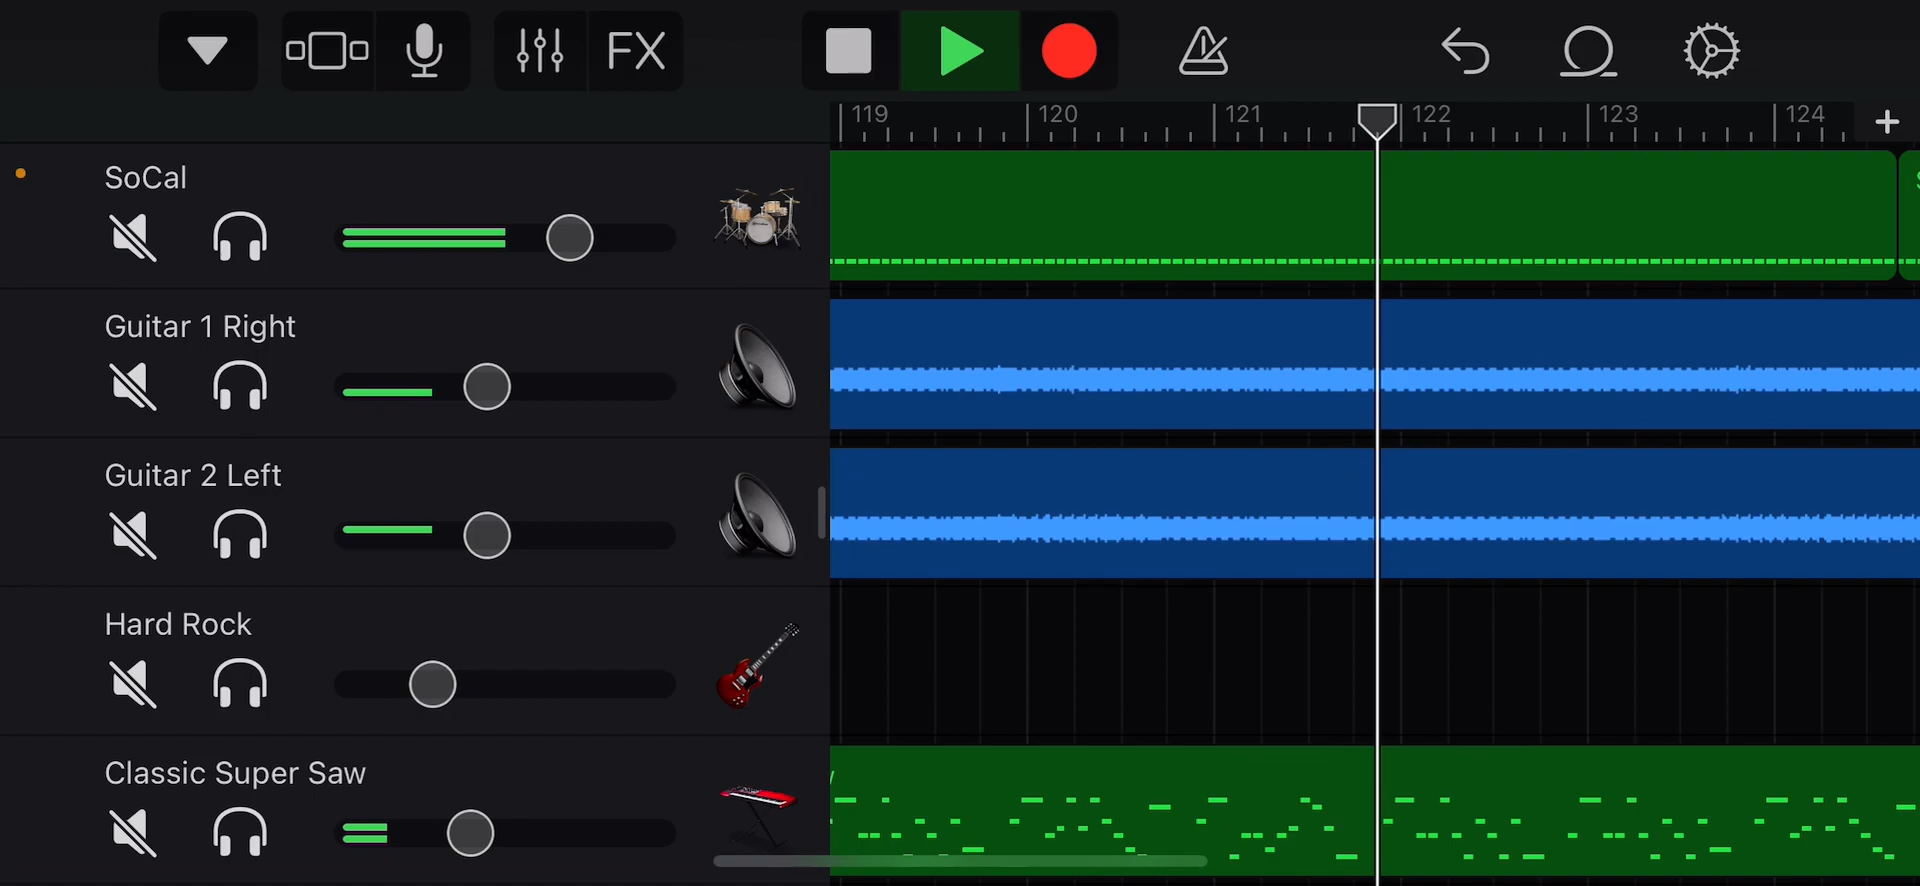 FX
119 120 121 122 123 124 +
SoCal
Guitar 1 Right
Guitar 2 Left
Hard Rock
Classic Super Saw